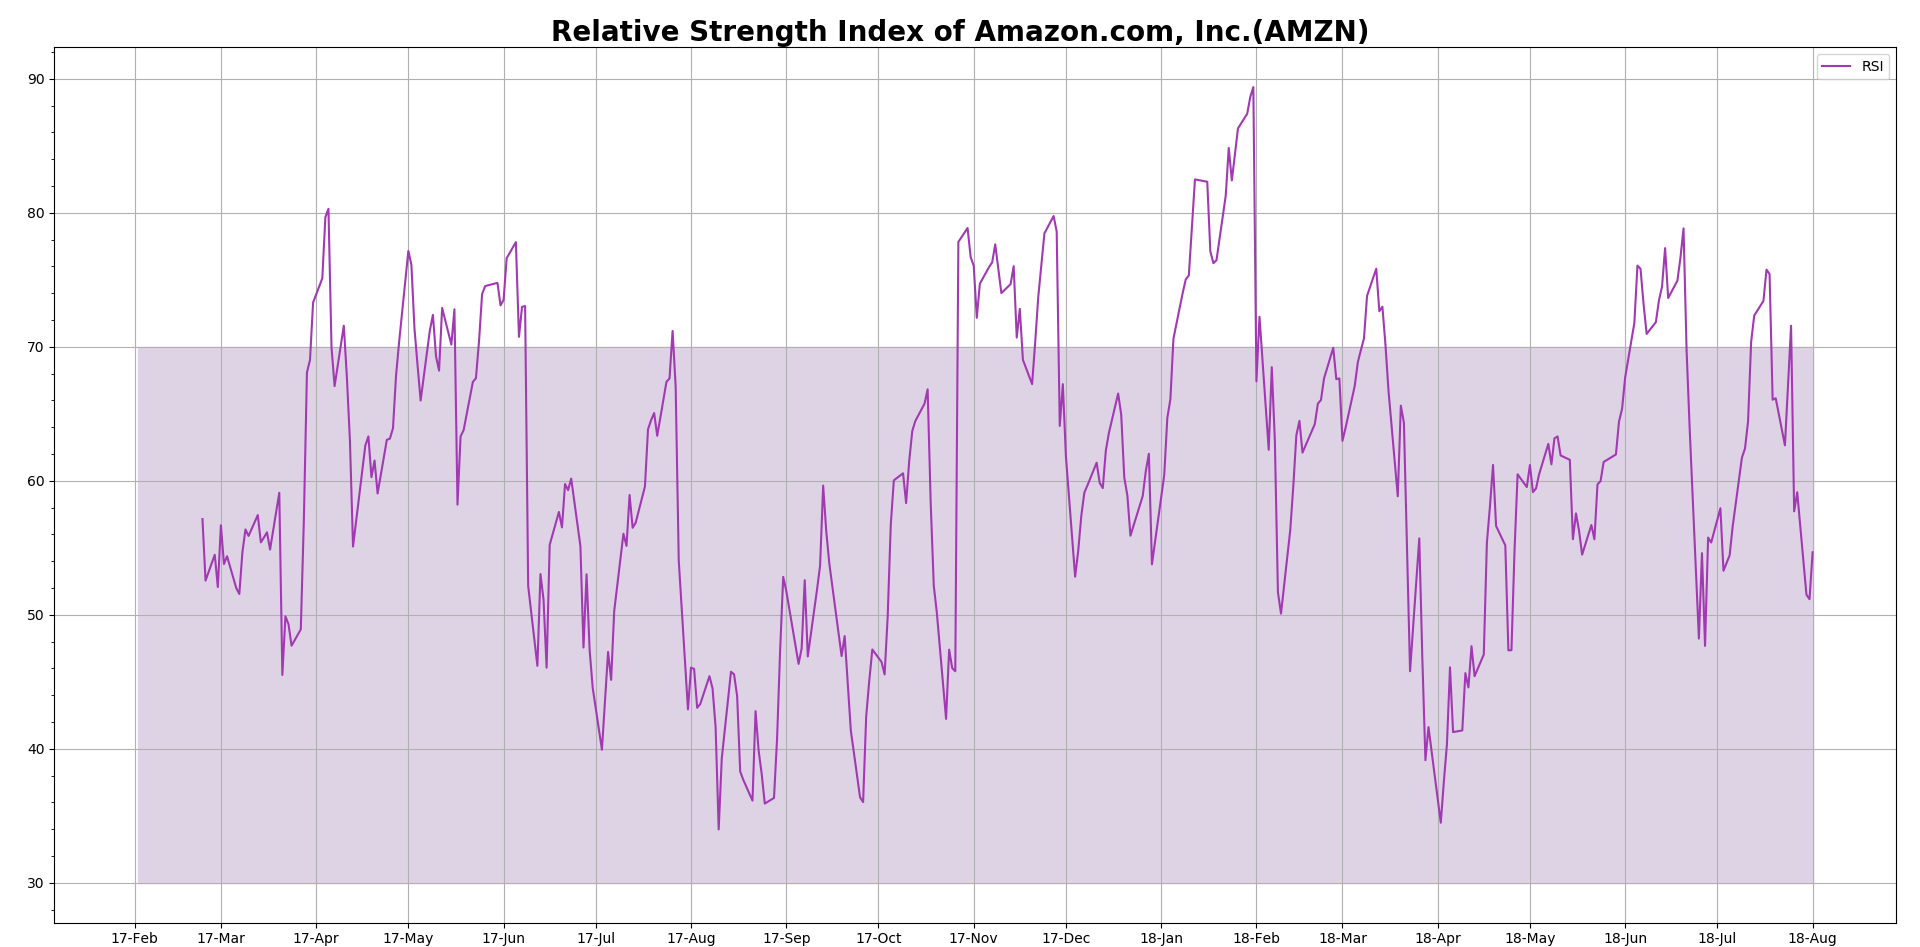 Relative Strength Index of Amazon.com, Inc.(AMZN)
RSI
90
80
70
60
50
40
30
17-Feb 17-Mar 17-Apr 17-May 17-Jun 17-Jul 17-Aug 17-Sep 17-Oct 17-Nov 17-Dec 18-Jan 18-Feb 18-Mar 18-Apr 18-May 18-Jun 18-Jul 18-Aug